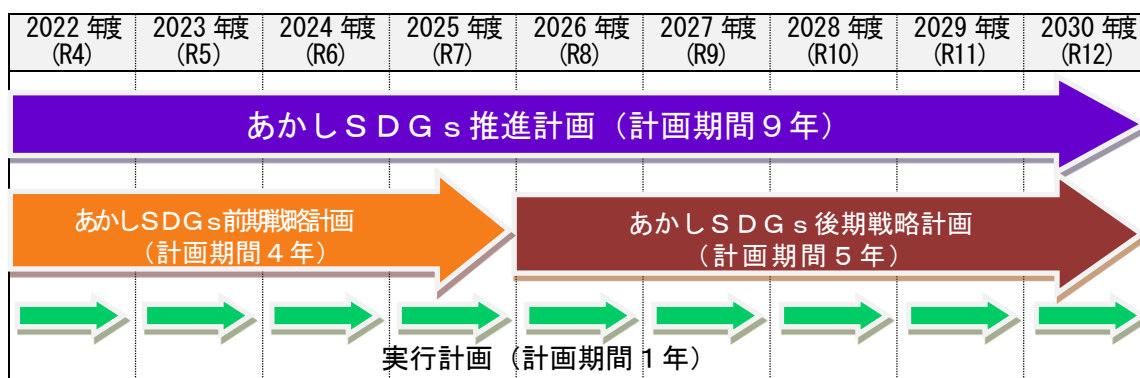 2022 年度 2023 年度 2024 年度 2025 年度 2026 年度 2027 年度 2028 年度 2029 年度 2030 年度
(R4) (R5) (R6) (R7) (R8) (R9) (R10) (R11) (R12)
あかしＳＤＧｓ推進計画（計画期間９年）
あかしＳＤＧｓ前期戦略計画
（計画期間４年）
あかしＳＤＧｓ後期戦略計画
（計画期間５年）
実行計画（計画期間１年）